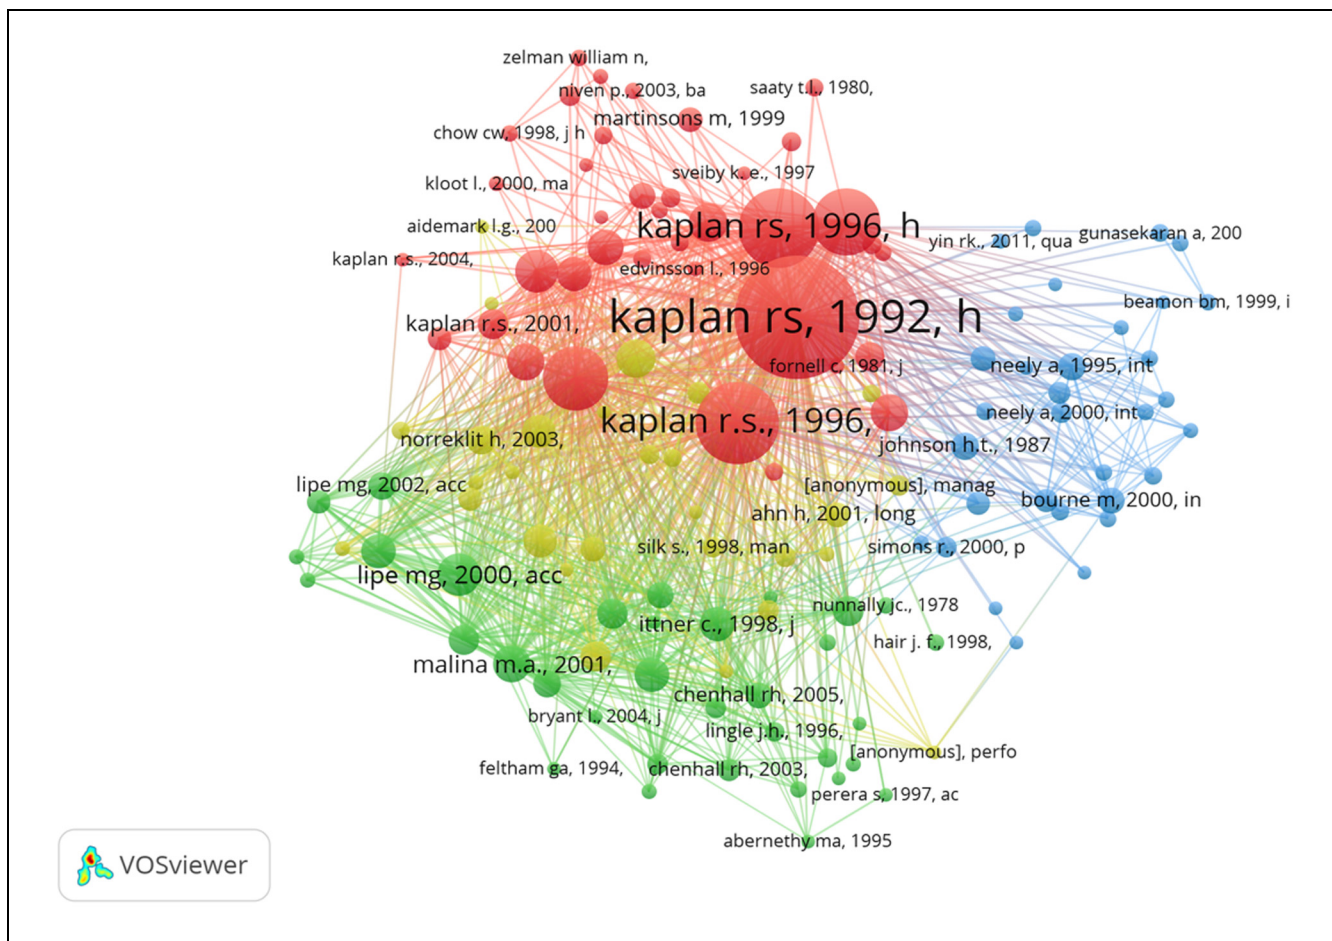 zelman william n,
niven p., 2003, ba
saaty t.l., 1980,
martinsons m, 1999
chow cw, 1998, j h
sveiby k. e., 1997
kloot l., 2000, ma
aidemark l.g., 200
kaplan rs, 1996, h
yin rk., 2011, qua
gunasekaran a, 200
kaplan r.s., 2004,
edvinsson l., 1996
beamon bm, 1999, i
kaplan r.s., 2001,
kaplan rs, 1992, h
fornell c, 1981, j
neely a, 1995, int
kaplan r.s., 1996,
neely a, 2000, int
norreklit h, 2003,
johnson h.t., 1987
lipe mg, 2002, acc
[anonymous], manag
bourne m, 2000, in
ahn h, 2001, long
silk s., 1998, man
simons r., 2000, p
lipe mg, 2000, acc
nunnally jc., 1978
ittner c., 1998, j
hair j. f., 1998,
malina m.a., 2001,
chenhall rh, 2005,
bryant l., 2004, j
lingle j.h., 1996,
[anonymous], perfo
feltham ga, 1994,
chenhall rh, 2003,
perera s, 1997, ac
abernethy ma, 1995
VOSviewer